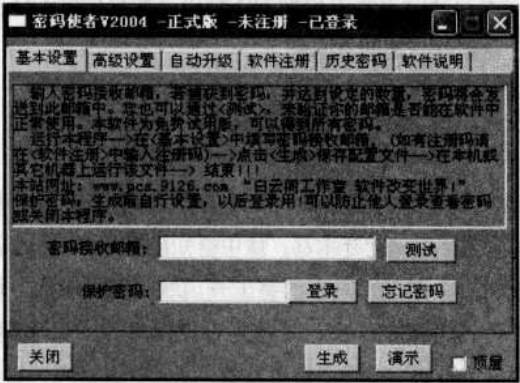 密码使者V2004 -正式版 -未注册 -已登录
基本设置 高级设置 自动升级 软件注册 历史密码 软件说明
输入密码接收邮箱，若捕获到密码，并达到设定的数量，密码将会发
送到此邮箱中。您也可以通过<测试>，来验证你的邮箱是否能在软件中
正常使用。本软件为免费使用版，可以得到所有密码。
运行本程序——>在<基本设置>中填写密码接收邮箱，(如有注册码请
在<软件注册>中输入注册码)——>点击<生成>保存配置文件——>在本机或
其它机器上运行该文件——> 结束!!!
本站网址: www.pcs.9126.com "白云阁工作室 软件改变世界!"
保护密码，生成前自行设置，以后登录用!可以防止他人登录查看密码
或关闭本程序。
密码接收邮箱: 测试
保护密码: 登录 忘记密码
关闭 生成 演示 顶层